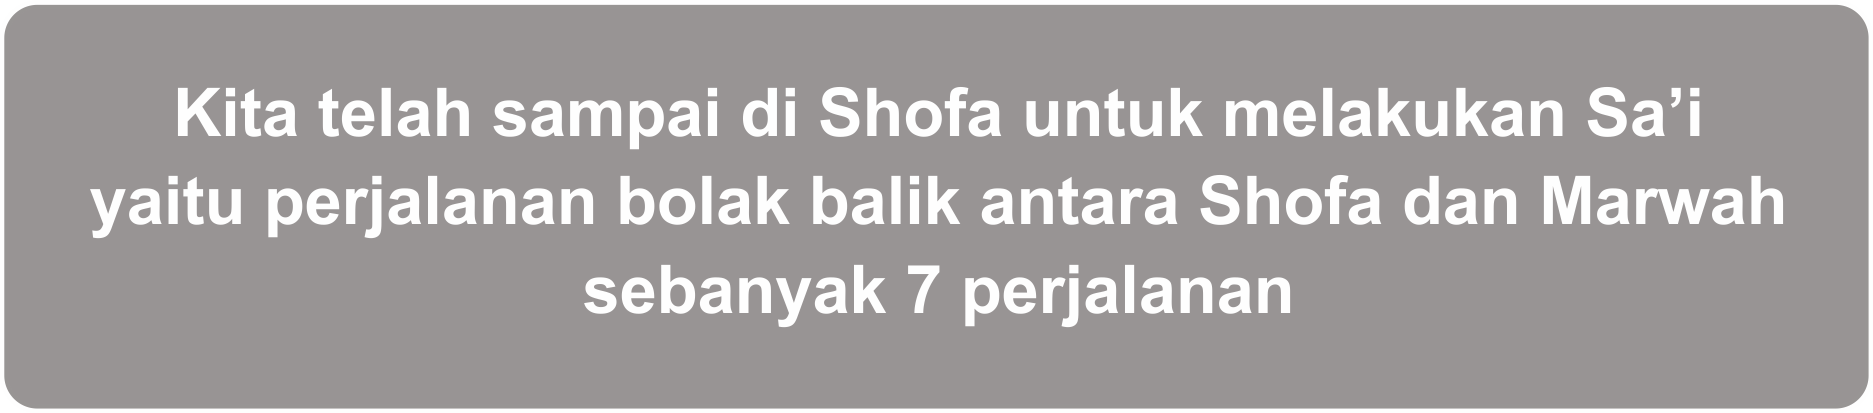 Kita telah sampai di Shofa untuk melakukan Sa’i
yaitu perjalanan bolak balik antara Shofa dan Marwah
sebanyak 7 perjalanan